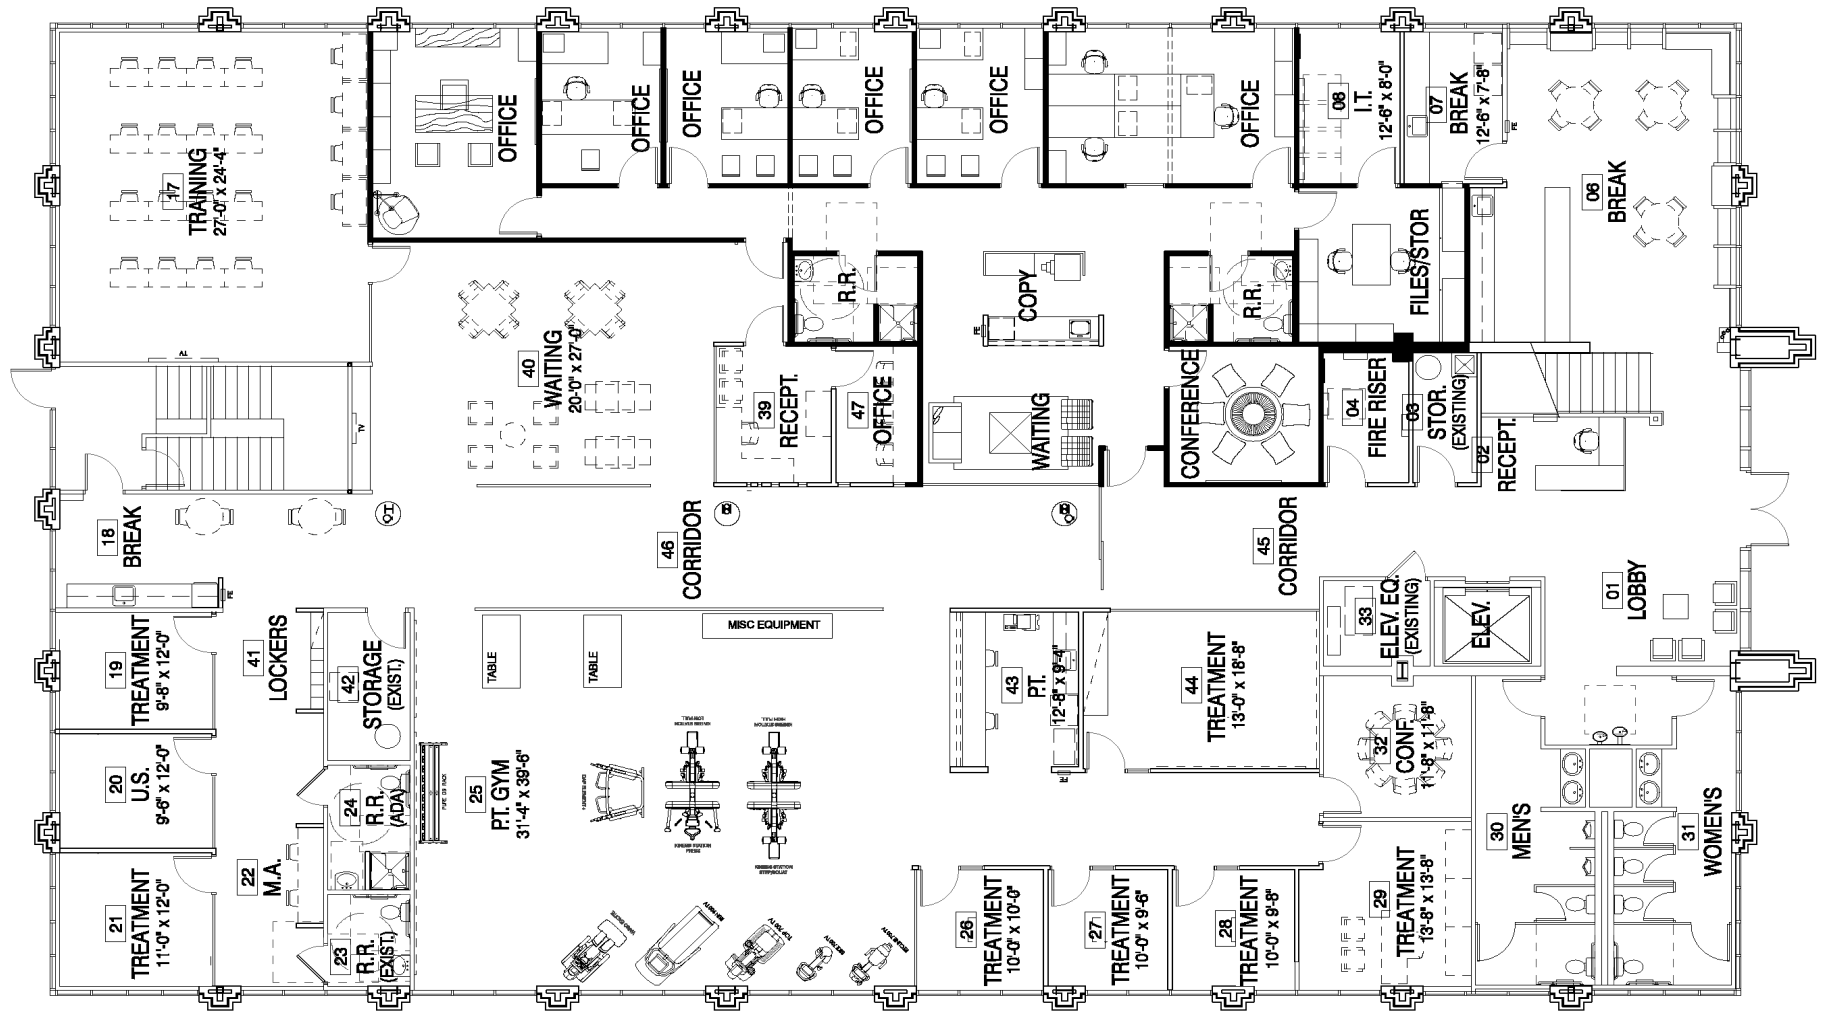 17
TRAINING
27'-0" x 24'-4"
OFFICE
OFFICE
OFFICE
OFFICE
OFFICE
OFFICE
08
I.T.
12'-6" x 8'-0"
07
BREAK
12'-6" x 7'-8"
FE
06
BREAK
FILES/STOR
R.R.
COPY
FE
R.R.
TV
TV
40
WAITING
20'-0" x 27'-0"
39
RECEPT.
47
OFFICE
WAITING
CONFERENCE
04
FIRE RISER
03
STOR.
(EXISTING)
02
RECEPT.
18
BREAK
FE
46
CORRIDOR
45
CORRIDOR
01
LOBBY
33
ELEV. EQ.
(EXISTING)
ELEV.
19
TREATMENT
9'-8" x 12'-0"
41
LOCKERS
42
STORAGE
(EXIST.)
TABLE
TABLE
MISC EQUIPMENT
43
P.T.
12'-8" x 9'-4"
FE
44
TREATMENT
13'-0" x 18'-8"
32
CONF.
11'-8" x 11'-8"
20
U.S.
9'-6" x 12'-0"
24
R.R.
(ADA)
25
P.T. GYM
31'-4" x 39'-6"
30
MEN'S
31
WOMEN'S
21
TREATMENT
11'-0" x 12'-0"
22
M.A.
23
R.R.
(EXIST.)
26
TREATMENT
10'-0" x 10'-0"
27
TREATMENT
10'-0" x 9'-6"
28
TREATMENT
10'-0" x 9'-8"
29
TREATMENT
13'-8" x 13'-8"